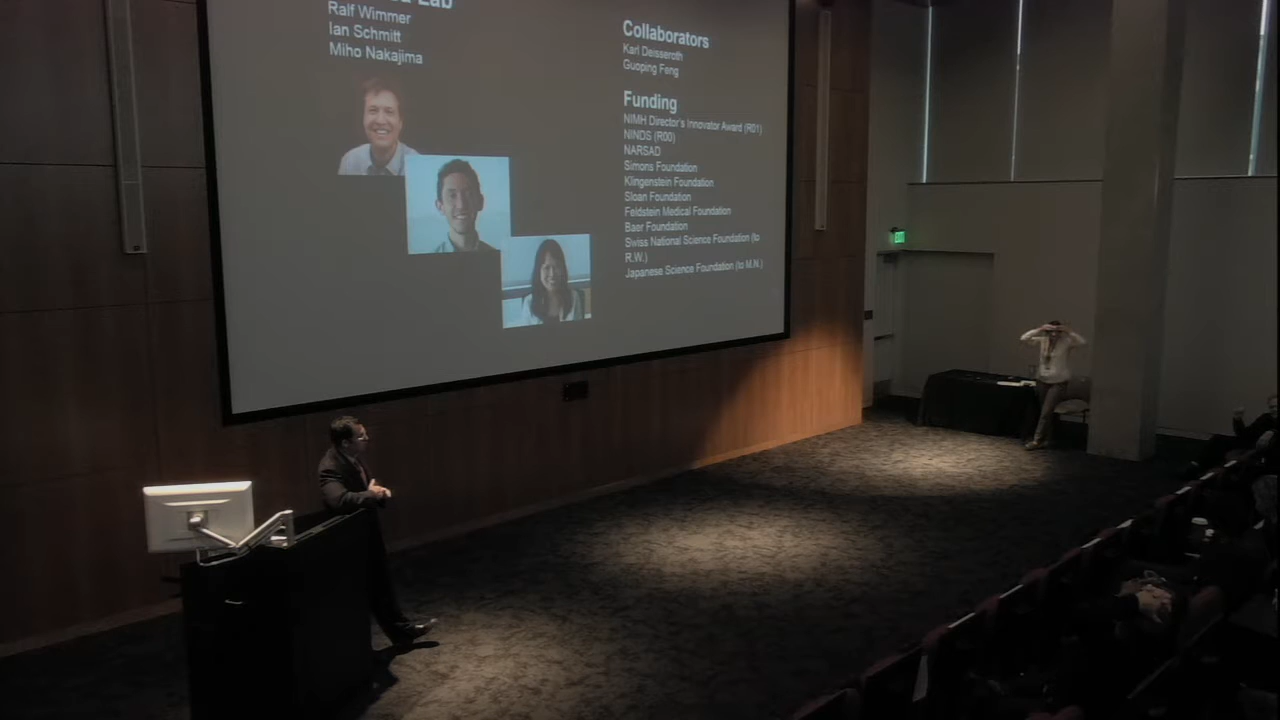 Lab
Ralf Wimmer
Ian Schmitt
Miho Nakajima
Collaborators
Karl Deisseroth
Guoping Feng
Funding
NIMH Director's Innovator Award (R01)
NINDS (R00)
NARSAD
Simons Foundation
Klingenstein Foundation
Sloan Foundation
Feldstein Medical Foundation
Baer Foundation
Swiss National Science Foundation (to
R.W.)
Japanese Science Foundation (to M.N.)